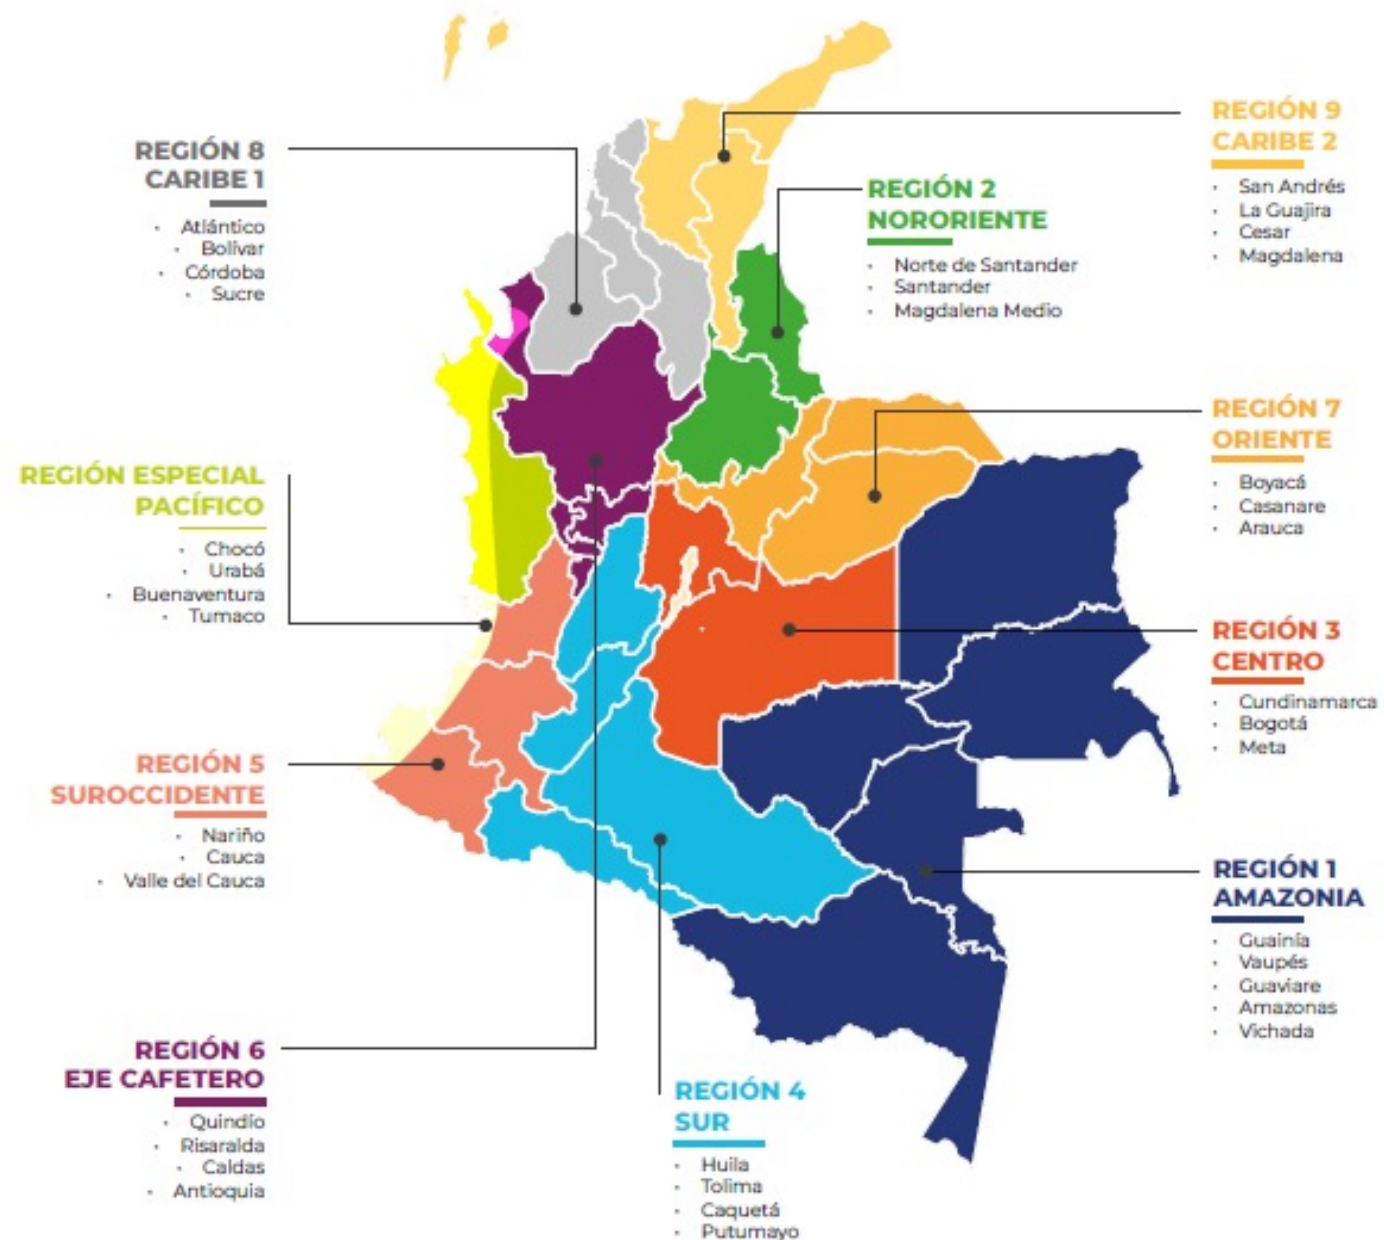 REGIÓN 8
CARIBE 1
· Atlántico
· Bolívar
· Córdoba
· Sucre
REGIÓN 9
CARIBE 2
· San Andrés
· La Guajira
· Cesar
· Magdalena
REGIÓN 2
NORORIENTE
· Norte de Santander
· Santander
· Magdalena Medio
REGIÓN 7
ORIENTE
· Boyacá
· Casanare
· Arauca
REGIÓN ESPECIAL
PACÍFICO
· Chocó
· Urabá
· Buenaventura
· Tumaco
REGIÓN 3
CENTRO
· Cundinamarca
· Bogotá
· Meta
REGIÓN 5
SUROCCIDENTE
· Nariño
· Cauca
· Valle del Cauca
REGIÓN 1
AMAZONIA
· Guainía
· Vaupés
· Guaviare
· Amazonas
· Vichada
REGIÓN 6
EJE CAFETERO
· Quindío
· Risaralda
· Caldas
· Antioquia
REGIÓN 4
SUR
· Huila
· Tolima
· Caquetá
· Putumayo